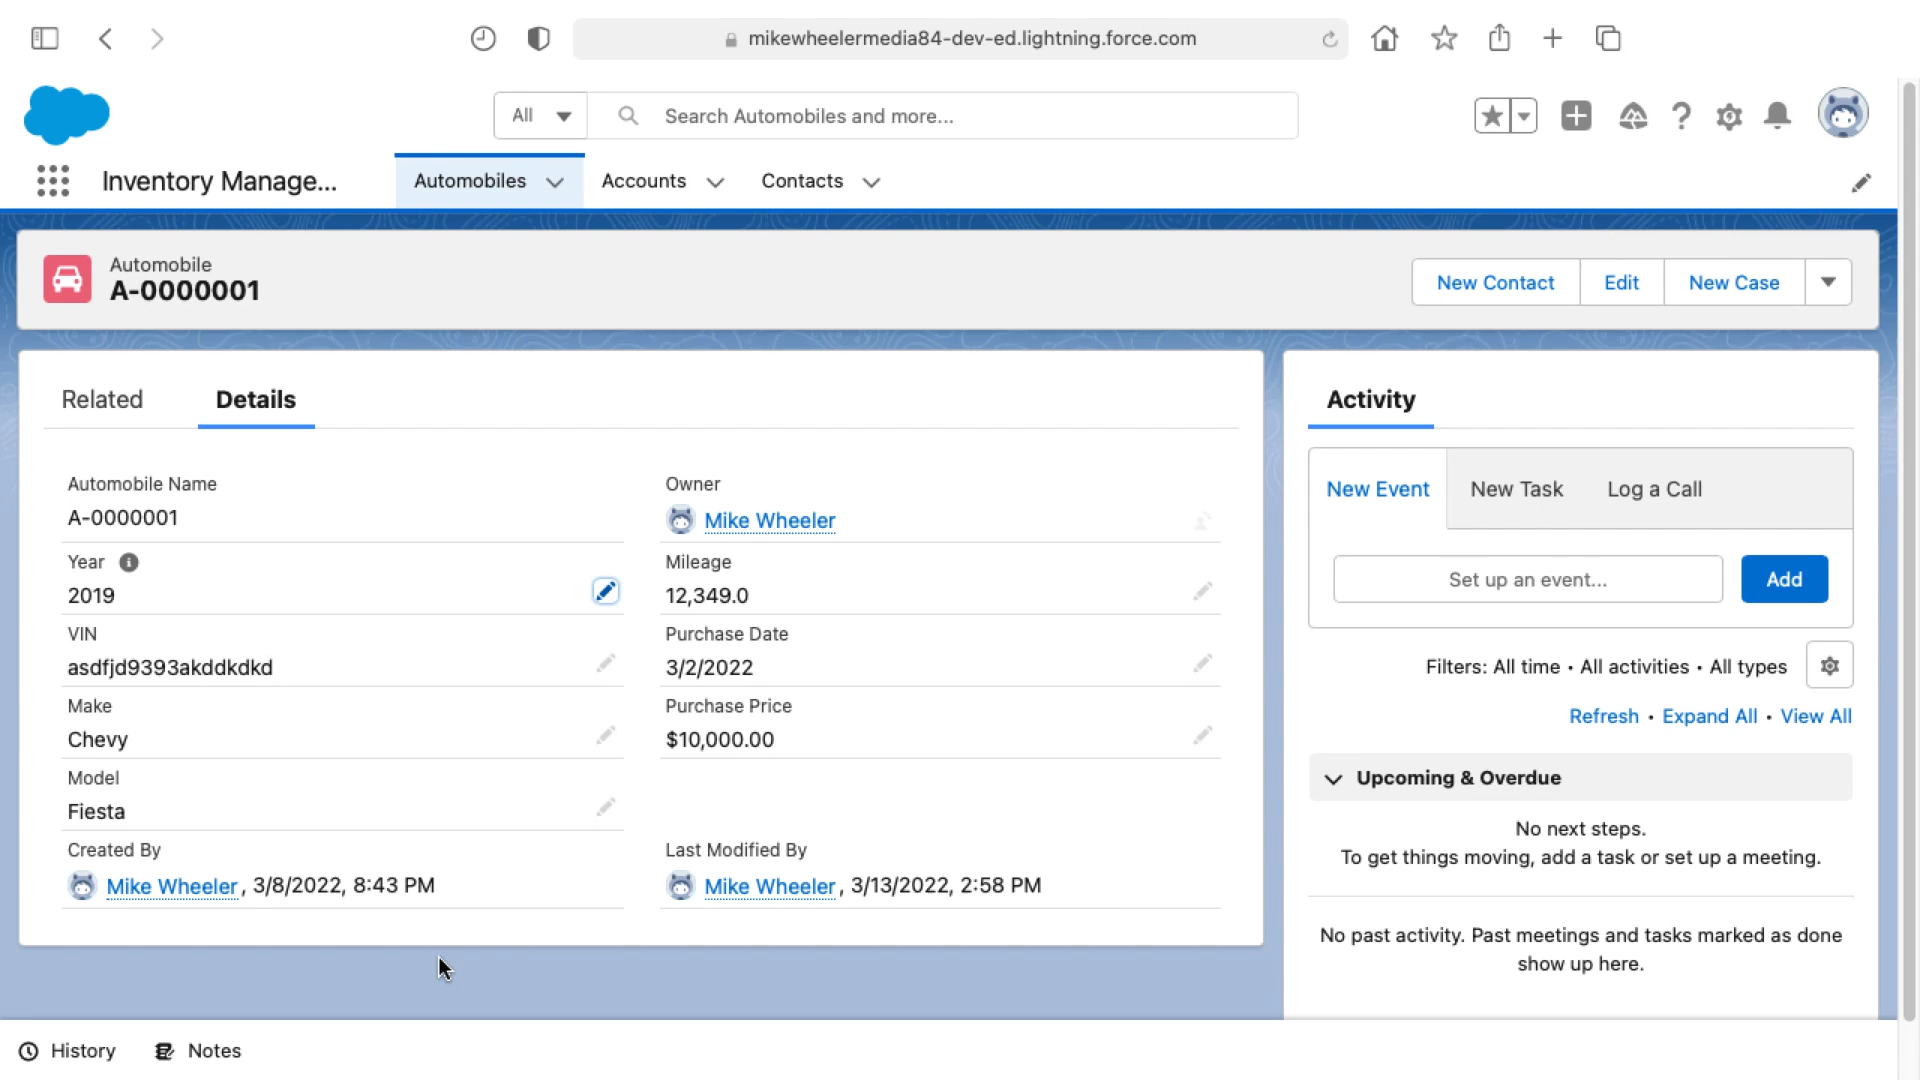 mikewheelermedia84-dev-ed.lightning.force.com
All
Search Automobiles and more...
Inventory Manage...
Automobiles
Accounts
Contacts
Automobile
A-0000001
New Contact
Edit
New Case
Related
Details
Automobile Name
A-0000001
Owner
Mike Wheeler
Year
2019
Mileage
12,349.0
VIN
asdfjd9393akddkdkd
Purchase Date
3/2/2022
Make
Chevy
Purchase Price
$10,000.00
Model
Fiesta
Created By
Mike Wheeler, 3/8/2022, 8:43 PM
Last Modified By
Mike Wheeler, 3/13/2022, 2:58 PM
Activity
New Event
New Task
Log a Call
Set up an event...
Add
Filters: All time • All activities • All types
Refresh • Expand All • View All
Upcoming & Overdue
No next steps.
To get things moving, add a task or set up a meeting.
No past activity. Past meetings and tasks marked as done
show up here.
History
Notes